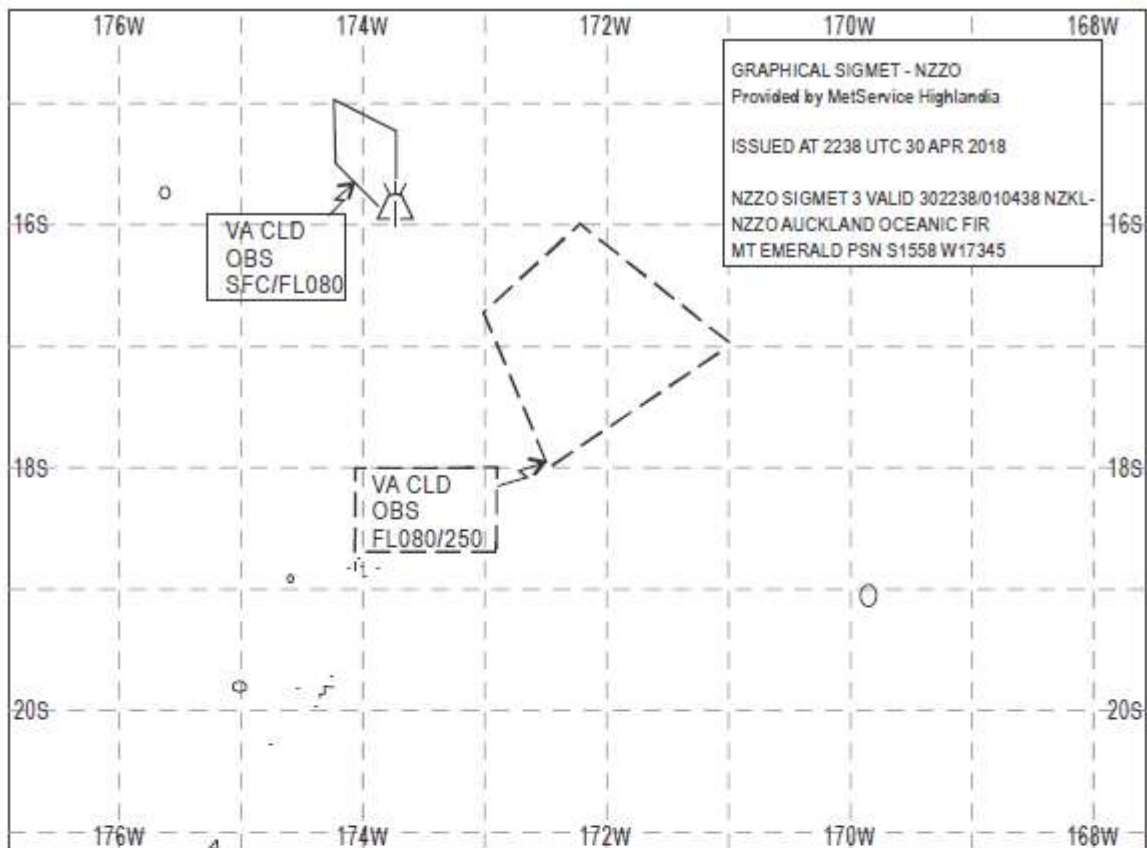 176W 174W 172W 170W 168W
GRAPHICAL SIGMET - NZZO
Provided by MetService Highlandia
ISSUED AT 2238 UTC 30 APR 2018
NZZO SIGMET 3 VALID 302238/010438 NZKL-
NZZO AUCKLAND OCEANIC FIR
MT EMERALD PSN S1558 W17345
16S 16S
VA CLD
OBS
SFC/FL080
18S 18S
VA CLD
OBS
FL080/250
20S 20S
176W 174W 172W 170W 168W